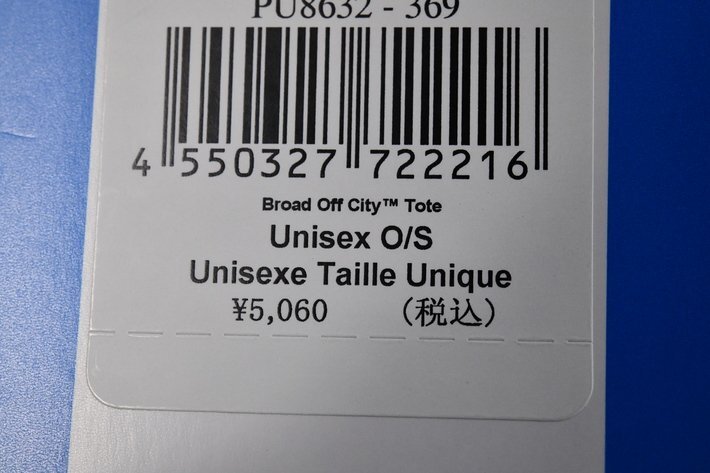 PU8632 - 369
4 550327 722216
Broad Off City™ Tote
Unisex O/S
Unisexe Taille Unique
¥5,060 (税込)